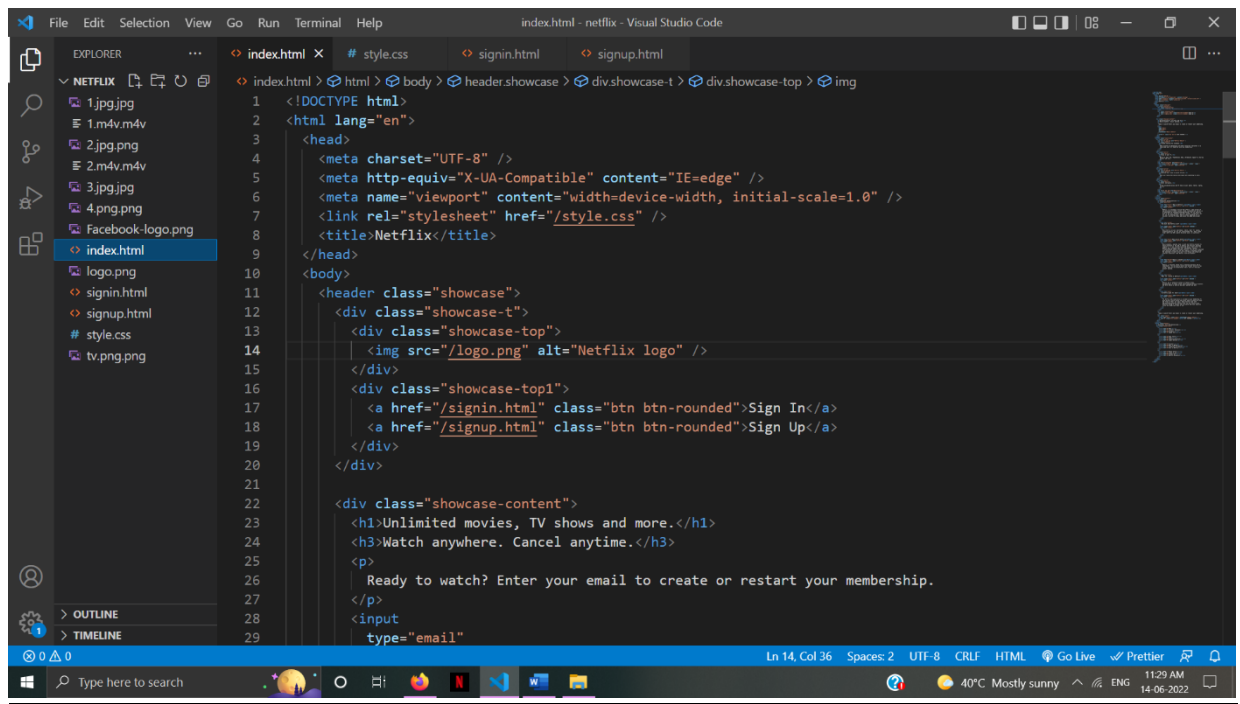 File Edit Selection View Go Run Terminal Help index.html - netflix - Visual Studio Code
EXPLORER
index.html
# style.css
signin.html
signup.html
NETFLIX
index.html > html > body > header.showcase > div.showcase-t > div.showcase-top > img
1.jpg.jpg
1.m4v.m4v
2.jpg.png
2.m4v.m4v
3.jpg.jpg
4.png.png
Facebook-logo.png
index.html
logo.png
signin.html
signup.html
# style.css
tv.png.png
OUTLINE
TIMELINE
1 <!DOCTYPE html>
2 <html lang="en">
3 <head>
4 <meta charset="UTF-8" />
5 <meta http-equiv="X-UA-Compatible" content="IE=edge" />
6 <meta name="viewport" content="width=device-width, initial-scale=1.0" />
7 <link rel="stylesheet" href="/style.css" />
8 <title>Netflix</title>
9 </head>
10 <body>
11 <header class="showcase">
12 <div class="showcase-t">
13 <div class="showcase-top">
14 <img src="/logo.png" alt="Netflix logo" />
15 </div>
16 <div class="showcase-top1">
17 <a href="/signin.html" class="btn btn-rounded">Sign In</a>
18 <a href="/signup.html" class="btn btn-rounded">Sign Up</a>
19 </div>
20 </div>
21
22 <div class="showcase-content">
23 <h1>Unlimited movies, TV shows and more.</h1>
24 <h3>Watch anywhere. Cancel anytime.</h3>
25 <p>
26 Ready to watch? Enter your email to create or restart your membership.
27 </p>
28 <input
29 type="email"
1
0 0 Ln 14, Col 36 Spaces: 2 UTF-8 CRLF HTML Go Live Prettier
Type here to search
N
W
40°C Mostly sunny ENG
11:29 AM
14-06-2022